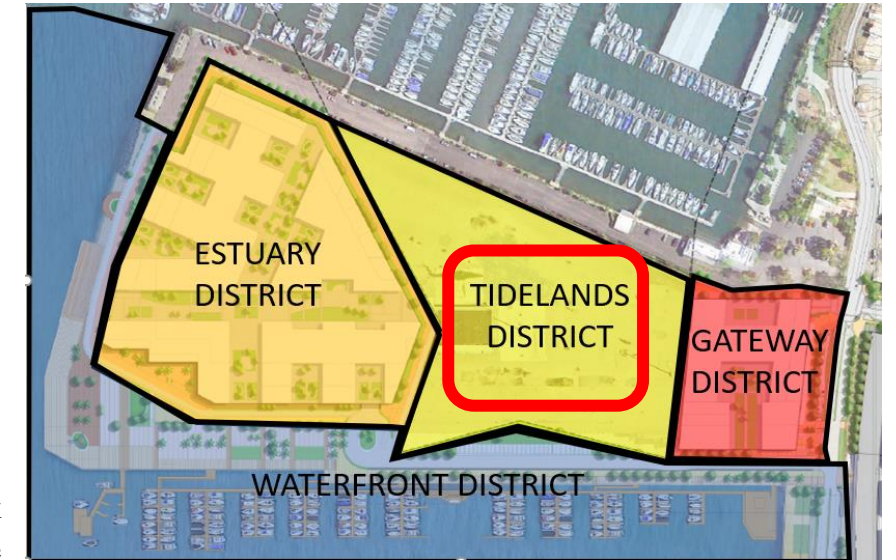 ESTUARY
DISTRICT
TIDELANDS
DISTRICT
GATEWAY
DISTRICT
WATERFRONT DISTRICT